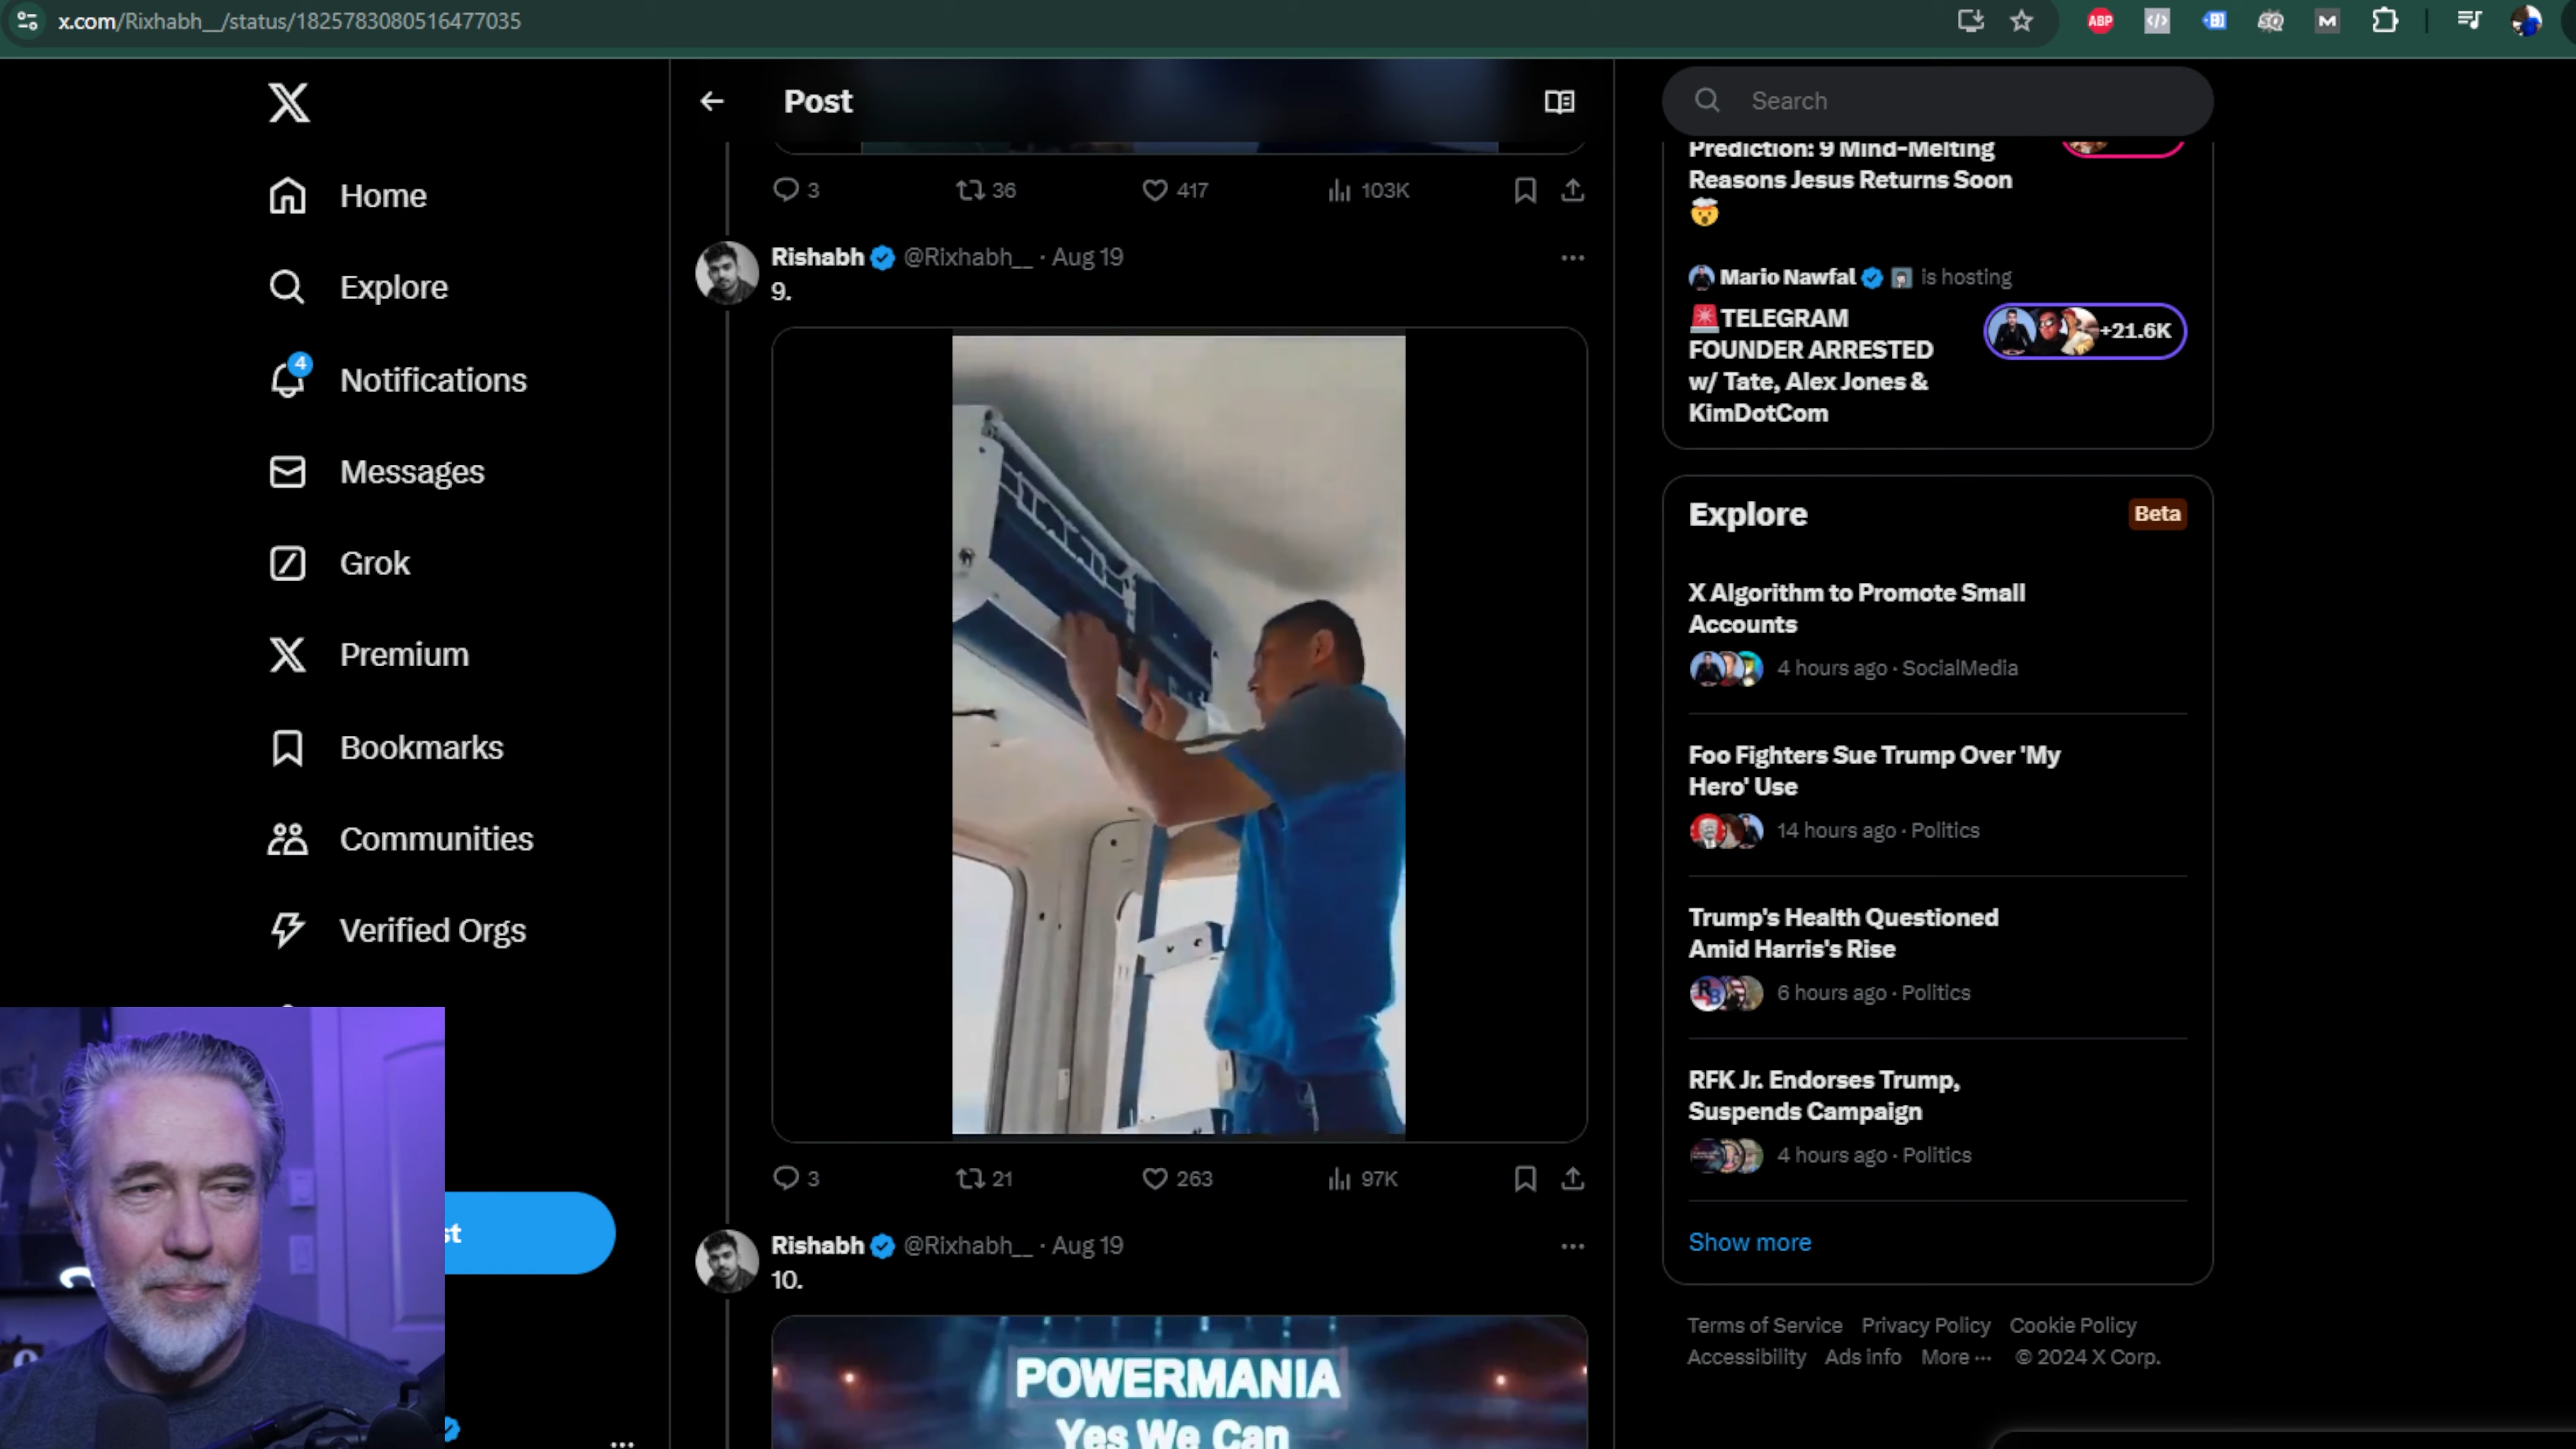 x.com/Rixhabh__/status/1825783080516477035
ABP
Home
Explore
4
Notifications
Messages
Grok
Premium
Bookmarks
Communities
Verified Orgs
st
Post
3
36
417
103K
Rishabh @Rixhabh__ · Aug 19
9.
3
21
263
97K
Rishabh @Rixhabh__ · Aug 19
10.
POWERMANIA
Yes We Can
Search
Prediction: 9 Mind-Melting
Reasons Jesus Returns Soon
Mario Nawfal is hosting
TELEGRAM
FOUNDER ARRESTED
w/ Tate, Alex Jones &
KimDotCom
+21.6K
Explore
Beta
X Algorithm to Promote Small
Accounts
4 hours ago · SocialMedia
Foo Fighters Sue Trump Over 'My
Hero' Use
14 hours ago · Politics
Trump's Health Questioned
Amid Harris's Rise
6 hours ago · Politics
RFK Jr. Endorses Trump,
Suspends Campaign
4 hours ago · Politics
Show more
Terms of Service Privacy Policy Cookie Policy
Accessibility Ads info More ··· © 2024 X Corp.